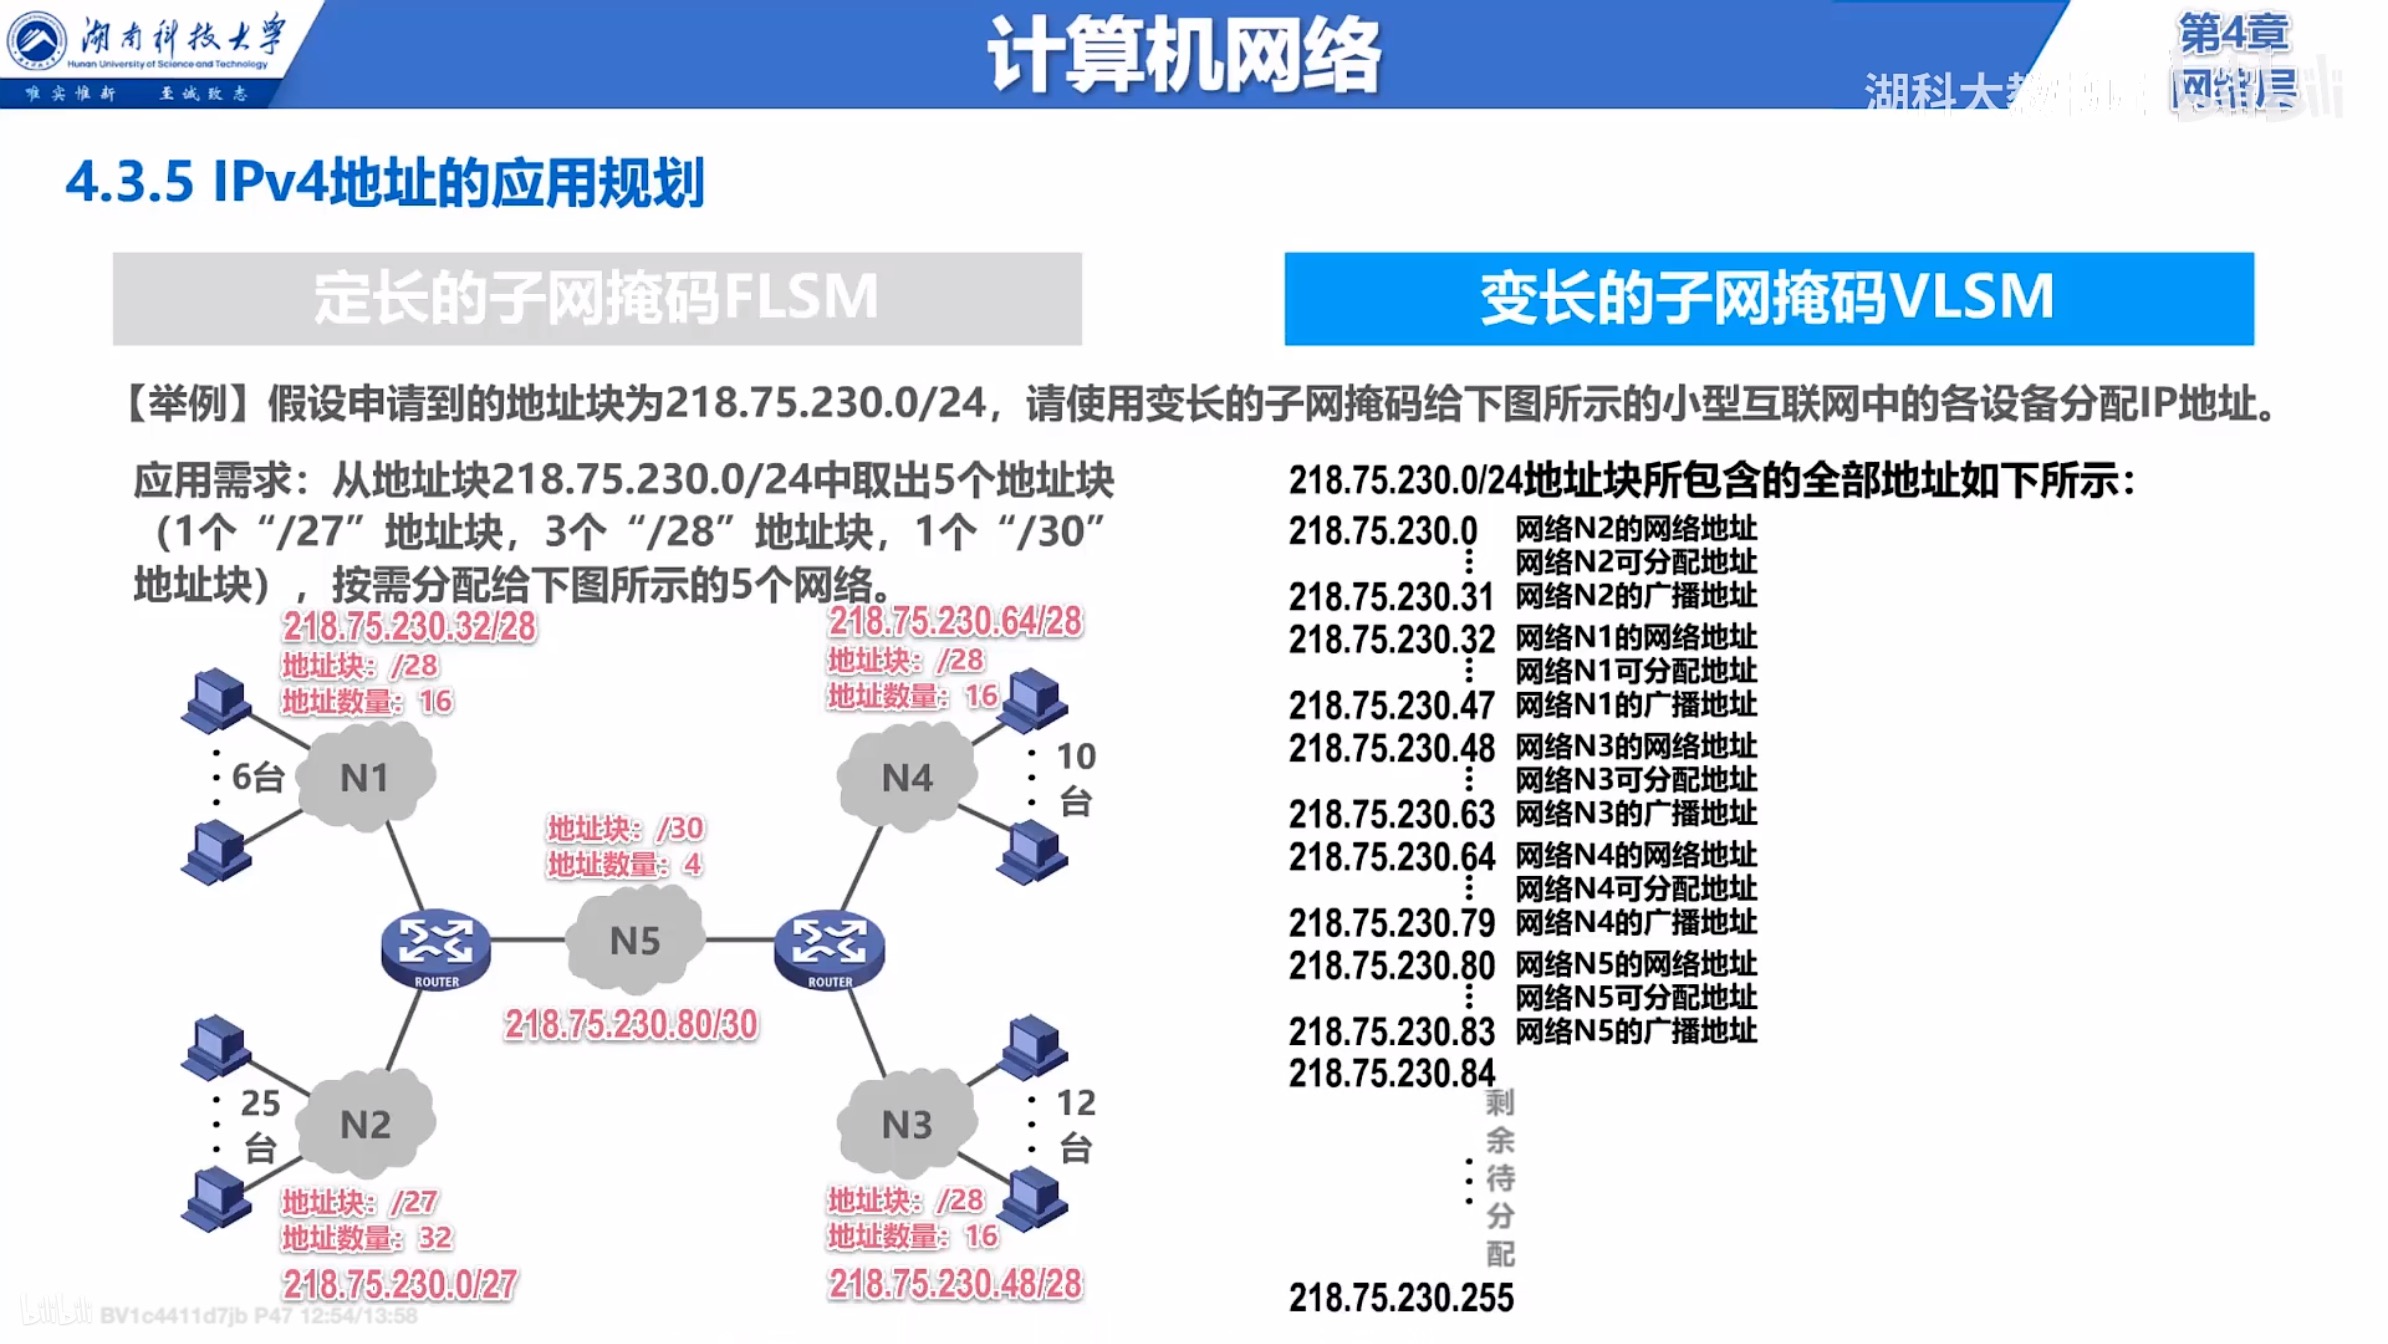 湖南科技大学
Hunan University of Science and Technology
唯实惟新 至诚致志
计算机网络
第4章
网络层
湖科大教
4.3.5 IPv4地址的应用规划
定长的子网掩码FLSM
变长的子网掩码VLSM
【举例】假设申请到的地址块为218.75.230.0/24，请使用变长的子网掩码给下图所示的小型互联网中的各设备分配IP地址。
应用需求：从地址块218.75.230.0/24中取出5个地址块
（1个“/27”地址块，3个“/28”地址块，1个“/30”
地址块），按需分配给下图所示的5个网络。
218.75.230.32/28
地址块：/28
地址数量：16
6台
N1
218.75.230.64/28
地址块：/28
地址数量：16
N4
10
台
地址块：/30
地址数量：4
N5
ROUTER
ROUTER
218.75.230.80/30
25
台
N2
地址块：/27
地址数量：32
218.75.230.0/27
N3
12
台
地址块：/28
地址数量：16
218.75.230.48/28
218.75.230.0/24地址块所包含的全部地址如下所示：
218.75.230.0 网络N2的网络地址
⋮ 网络N2可分配地址
218.75.230.31 网络N2的广播地址
218.75.230.32 网络N1的网络地址
⋮ 网络N1可分配地址
218.75.230.47 网络N1的广播地址
218.75.230.48 网络N3的网络地址
⋮ 网络N3可分配地址
218.75.230.63 网络N3的广播地址
218.75.230.64 网络N4的网络地址
⋮ 网络N4可分配地址
218.75.230.79 网络N4的广播地址
218.75.230.80 网络N5的网络地址
⋮ 网络N5可分配地址
218.75.230.83 网络N5的广播地址
218.75.230.84
⋮ 剩余待分配
218.75.230.255
bilibili BV1c4411d7jb P47 12:54/13:58